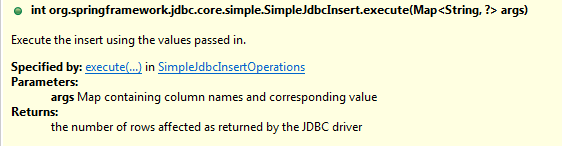 int org.springframework.jdbc.core.simple.SimpleJdbcInsert.execute(Map<String, ?> args)
Execute the insert using the values passed in.
Specified by: execute(...) in SimpleJdbcInsertOperations
Parameters:
args Map containing column names and corresponding value
Returns:
the number of rows affected as returned by the JDBC driver